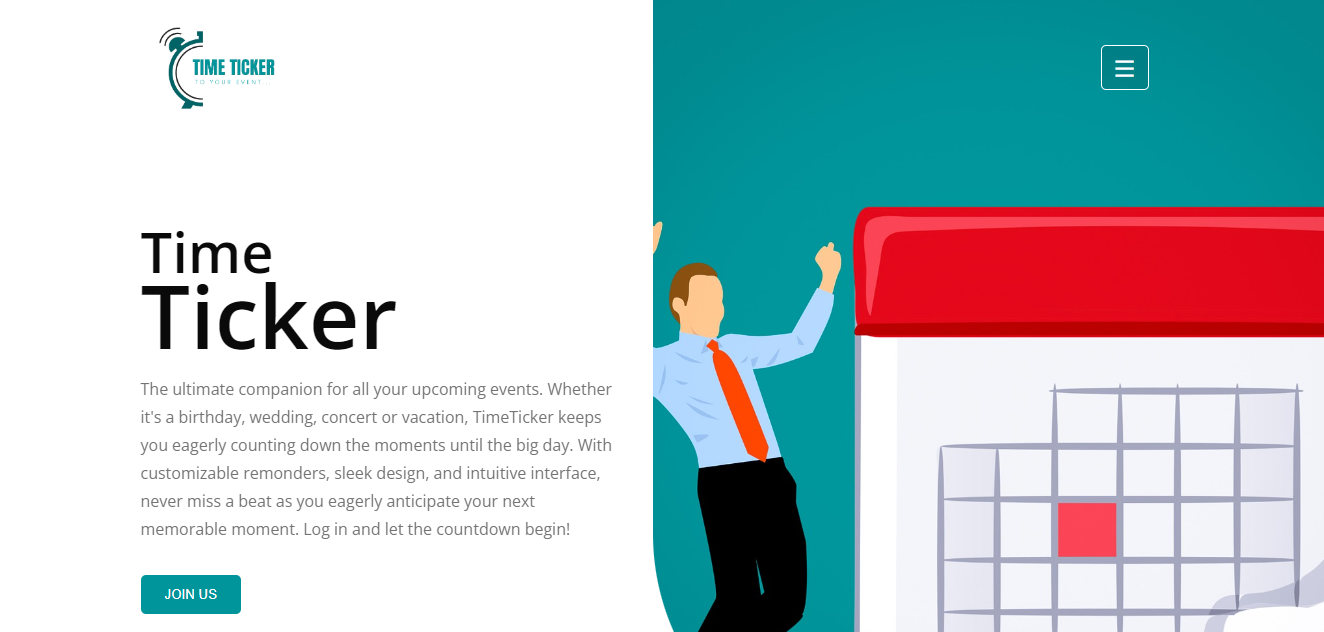 TIME TICKER
TO YOUR EVENT...
Time
Ticker
The ultimate companion for all your upcoming events. Whether
it's a birthday, wedding, concert or vacation, TimeTicker keeps
you eagerly counting down the moments until the big day. With
customizable remonders, sleek design, and intuitive interface,
never miss a beat as you eagerly anticipate your next
memorable moment. Log in and let the countdown begin!
JOIN US